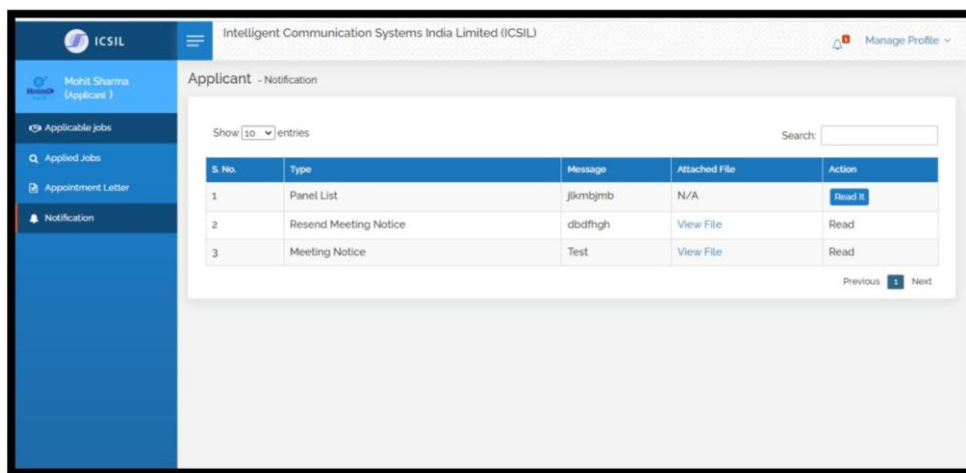 ICSIL
Intelligent Communication Systems India Limited (ICSIL)
Manage Profile
Mohit Sharma
(Applicant )
Applicant - Notification
Applicable jobs
Applied Jobs
Appointment Letter
Notification
Show 10 entries
Search:
S. No. Type Message Attached File Action
1 Panel List jlkmbjmb N/A Read It
2 Resend Meeting Notice dbdfhgh View File Read
3 Meeting Notice Test View File Read
Previous 1 Next